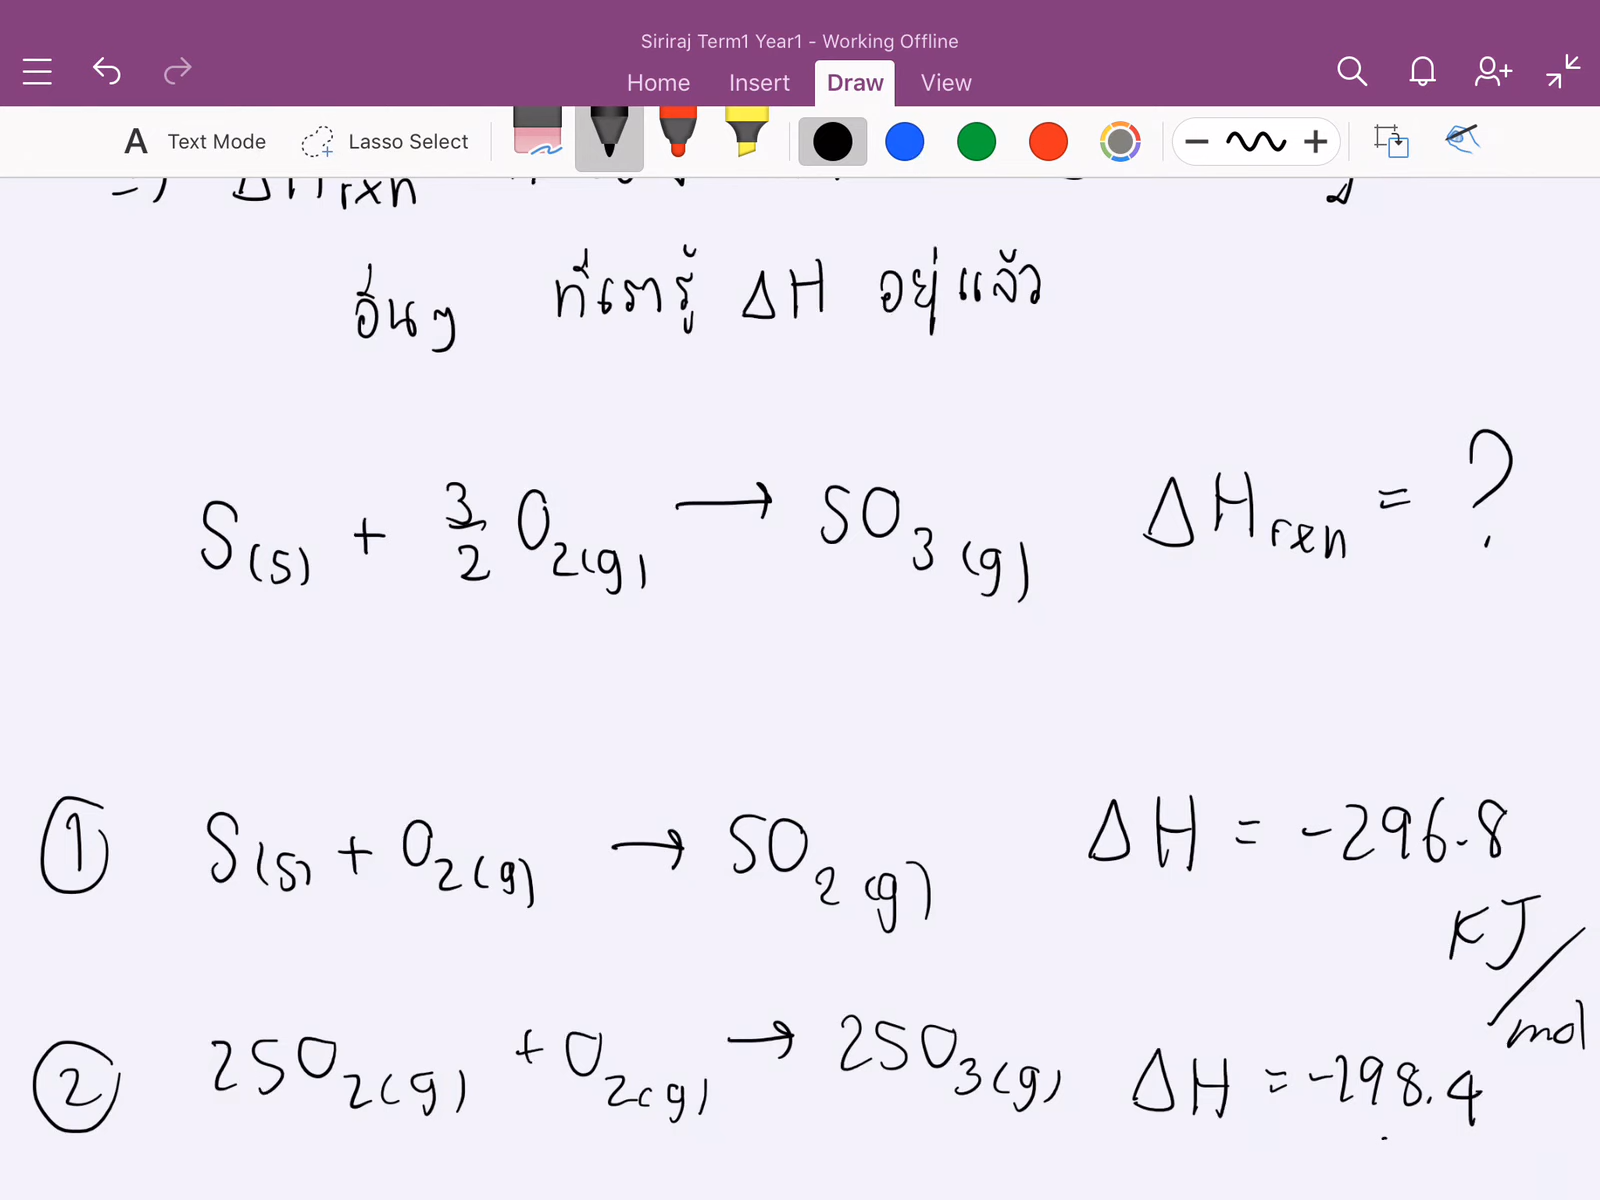 Siriraj Term1 Year1 - Working Offline
Home Insert Draw View
A Text Mode Lasso Select
=) ΔHrxn
อื่นๆ ที่เรารู้ ΔH อยู่แล้ว
S(s) + 3/2 O2(g) → SO3(g) ΔHrxn = ?
① S(s) + O2(g) → SO2(g) ΔH = -296.8
KJ/mol
② 2SO2(g) + O2(g) → 2SO3(g) ΔH = -198.4